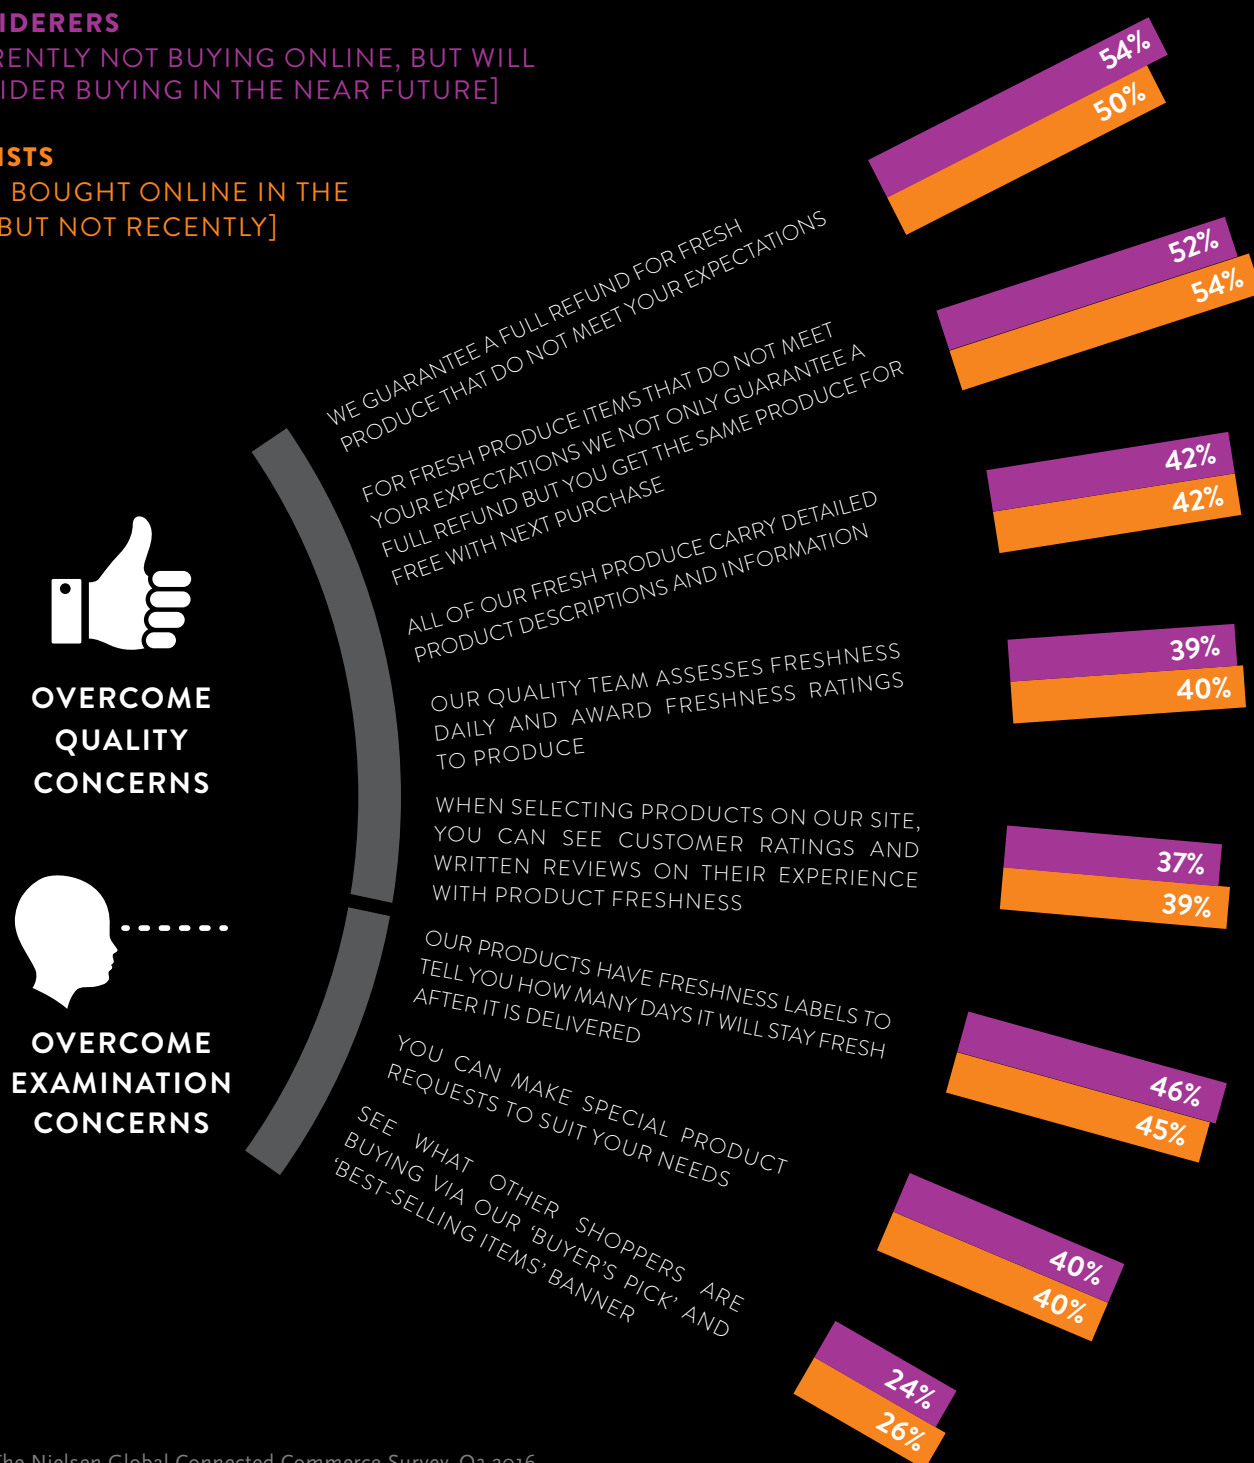 IDERERS
RENTLY NOT BUYING ONLINE, BUT WILL
IDER BUYING IN THE NEAR FUTURE]
ISTS
BOUGHT ONLINE IN THE
BUT NOT RECENTLY]
WE GUARANTEE A FULL REFUND FOR FRESH
PRODUCE THAT DO NOT MEET YOUR EXPECTATIONS
54%
50%
FOR FRESH PRODUCE ITEMS THAT DO NOT MEET
YOUR EXPECTATIONS WE NOT ONLY GUARANTEE A
FULL REFUND BUT YOU GET THE SAME PRODUCE FOR
FREE WITH NEXT PURCHASE
52%
54%
ALL OF OUR FRESH PRODUCE CARRY DETAILED
PRODUCT DESCRIPTIONS AND INFORMATION
42%
42%
OVERCOME
QUALITY
CONCERNS
OUR QUALITY TEAM ASSESSES FRESHNESS
DAILY AND AWARD FRESHNESS RATINGS
TO PRODUCE
39%
40%
WHEN SELECTING PRODUCTS ON OUR SITE,
YOU CAN SEE CUSTOMER RATINGS AND
WRITTEN REVIEWS ON THEIR EXPERIENCE
WITH PRODUCT FRESHNESS
37%
39%
OVERCOME
EXAMINATION
CONCERNS
OUR PRODUCTS HAVE FRESHNESS LABELS TO
TELL YOU HOW MANY DAYS IT WILL STAY FRESH
AFTER IT IS DELIVERED
46%
45%
YOU CAN MAKE SPECIAL PRODUCT
REQUESTS TO SUIT YOUR NEEDS
40%
40%
SEE WHAT OTHER SHOPPERS ARE
BUYING VIA OUR ‘BUYER’S PICK’ AND
‘BEST-SELLING ITEMS’ BANNER
24%
26%
The Nielsen Global Connected Commerce Survey,